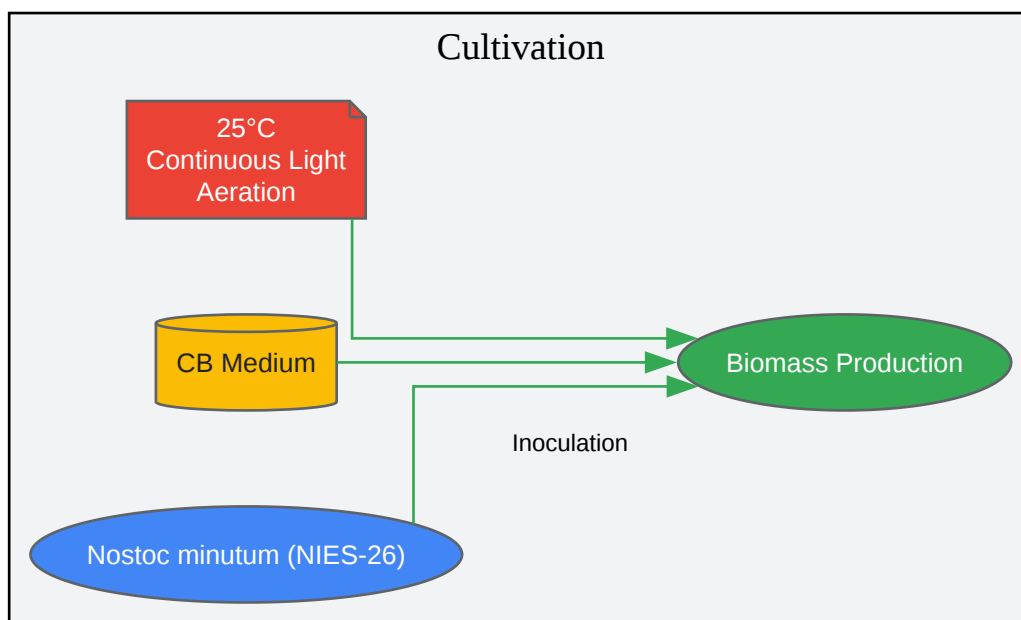 Cultivation
25°C
Continuous Light
Aeration
CB Medium
Biomass Production
Inoculation
Nostoc minutum (NIES-26)